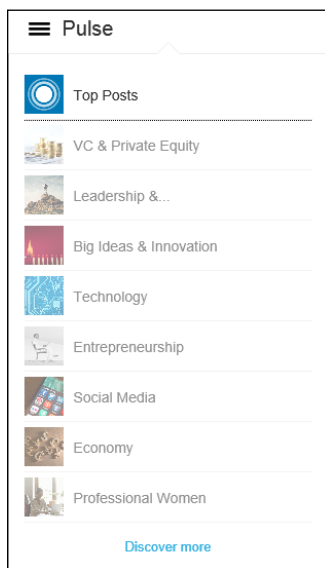 Pulse
Top Posts
VC & Private Equity
Leadership &...
Big Ideas & Innovation
Technology
Entrepreneurship
Social Media
Economy
Professional Women
Discover more